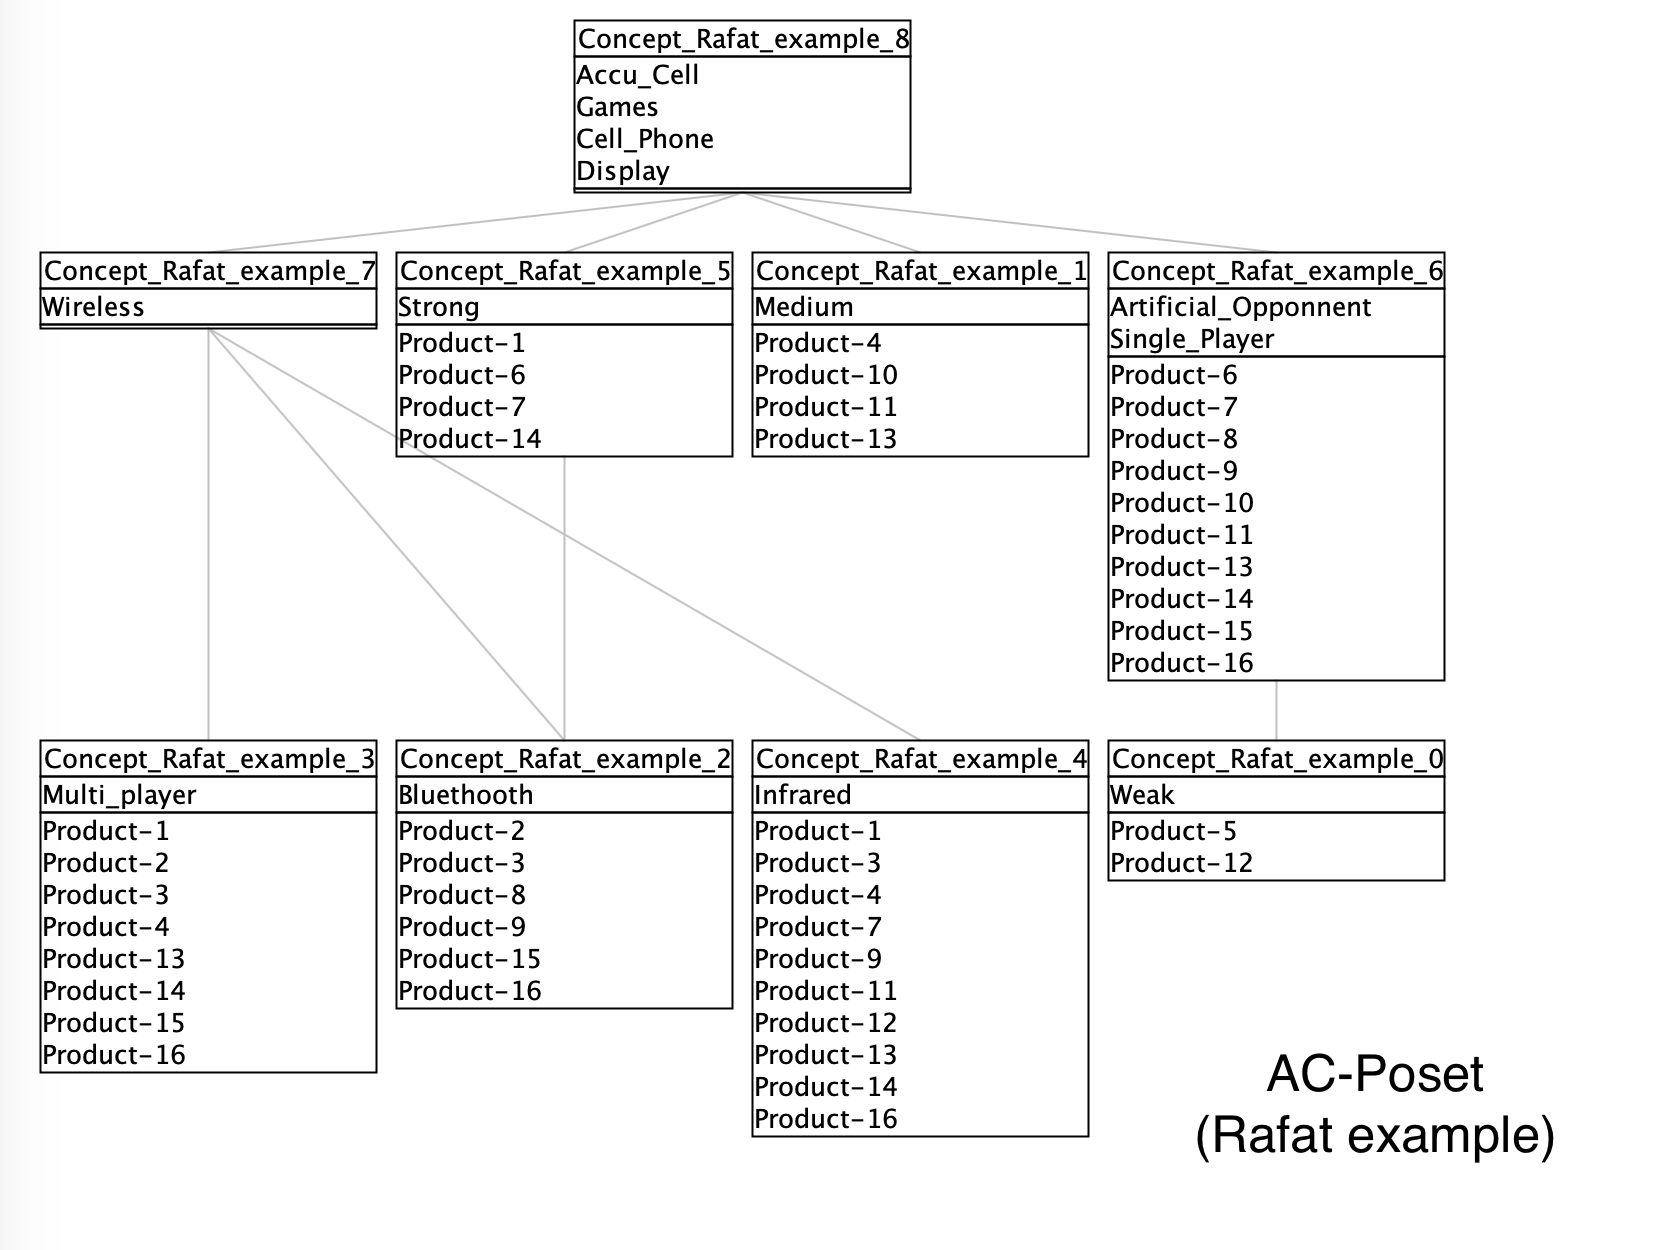 Concept_Rafat_example_8
Accu_Cell
Games
Cell_Phone
Display
Concept_Rafat_example_7
Wireless
Concept_Rafat_example_5
Strong
Product-1
Product-6
Product-7
Product-14
Concept_Rafat_example_1
Medium
Product-4
Product-10
Product-11
Product-13
Concept_Rafat_example_6
Artificial_Opponnent
Single_Player
Product-6
Product-7
Product-8
Product-9
Product-10
Product-11
Product-13
Product-14
Product-15
Product-16
Concept_Rafat_example_3
Multi_player
Product-1
Product-2
Product-3
Product-4
Product-13
Product-14
Product-15
Product-16
Concept_Rafat_example_2
Bluethooth
Product-2
Product-3
Product-8
Product-9
Product-15
Product-16
Concept_Rafat_example_4
Infrared
Product-1
Product-3
Product-4
Product-7
Product-9
Product-11
Product-12
Product-13
Product-14
Product-16
Concept_Rafat_example_0
Weak
Product-5
Product-12
AC-Poset
(Rafat example)